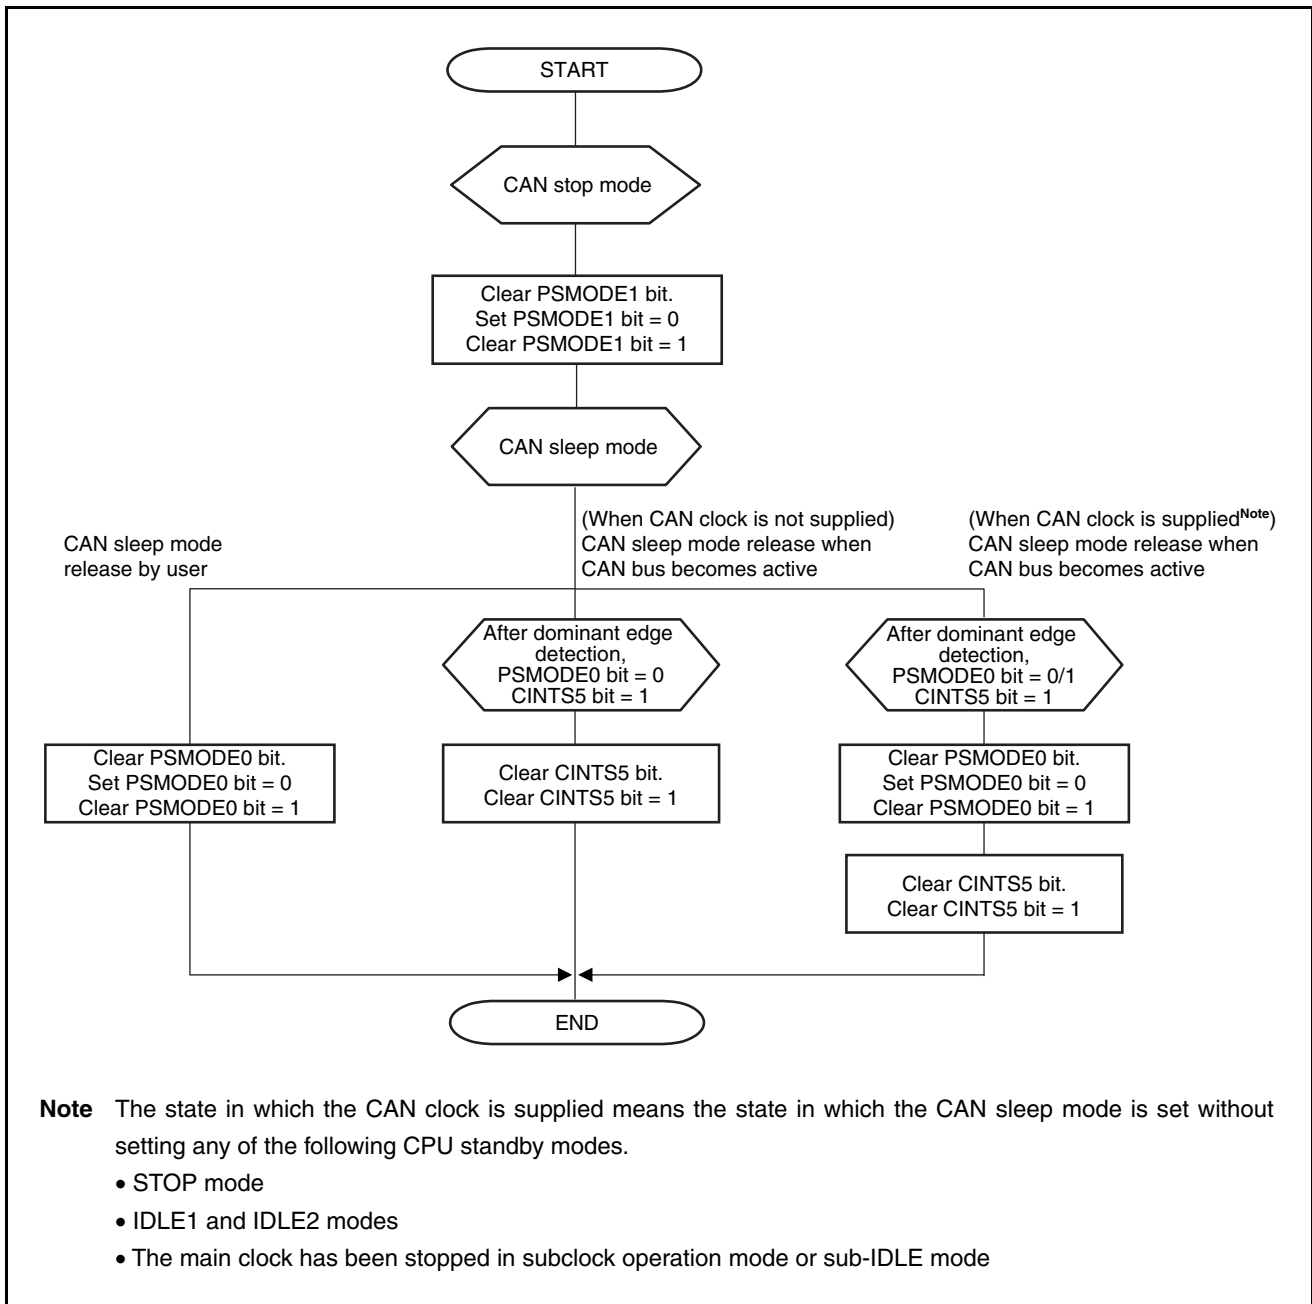 START
CAN stop mode
Clear PSMODE1 bit.
Set PSMODE1 bit = 0
Clear PSMODE1 bit = 1
CAN sleep mode
CAN sleep mode
release by user
(When CAN clock is not supplied)
CAN sleep mode release when
CAN bus becomes active
(When CAN clock is supplied^Note)
CAN sleep mode release when
CAN bus becomes active
After dominant edge
detection,
PSMODE0 bit = 0
CINTS5 bit = 1
After dominant edge
detection,
PSMODE0 bit = 0/1
CINTS5 bit = 1
Clear PSMODE0 bit.
Set PSMODE0 bit = 0
Clear PSMODE0 bit = 1
Clear CINTS5 bit.
Clear CINTS5 bit = 1
Clear PSMODE0 bit.
Set PSMODE0 bit = 0
Clear PSMODE0 bit = 1
Clear CINTS5 bit.
Clear CINTS5 bit = 1
END
Note The state in which the CAN clock is supplied means the state in which the CAN sleep mode is set without
setting any of the following CPU standby modes.
• STOP mode
• IDLE1 and IDLE2 modes
• The main clock has been stopped in subclock operation mode or sub-IDLE mode